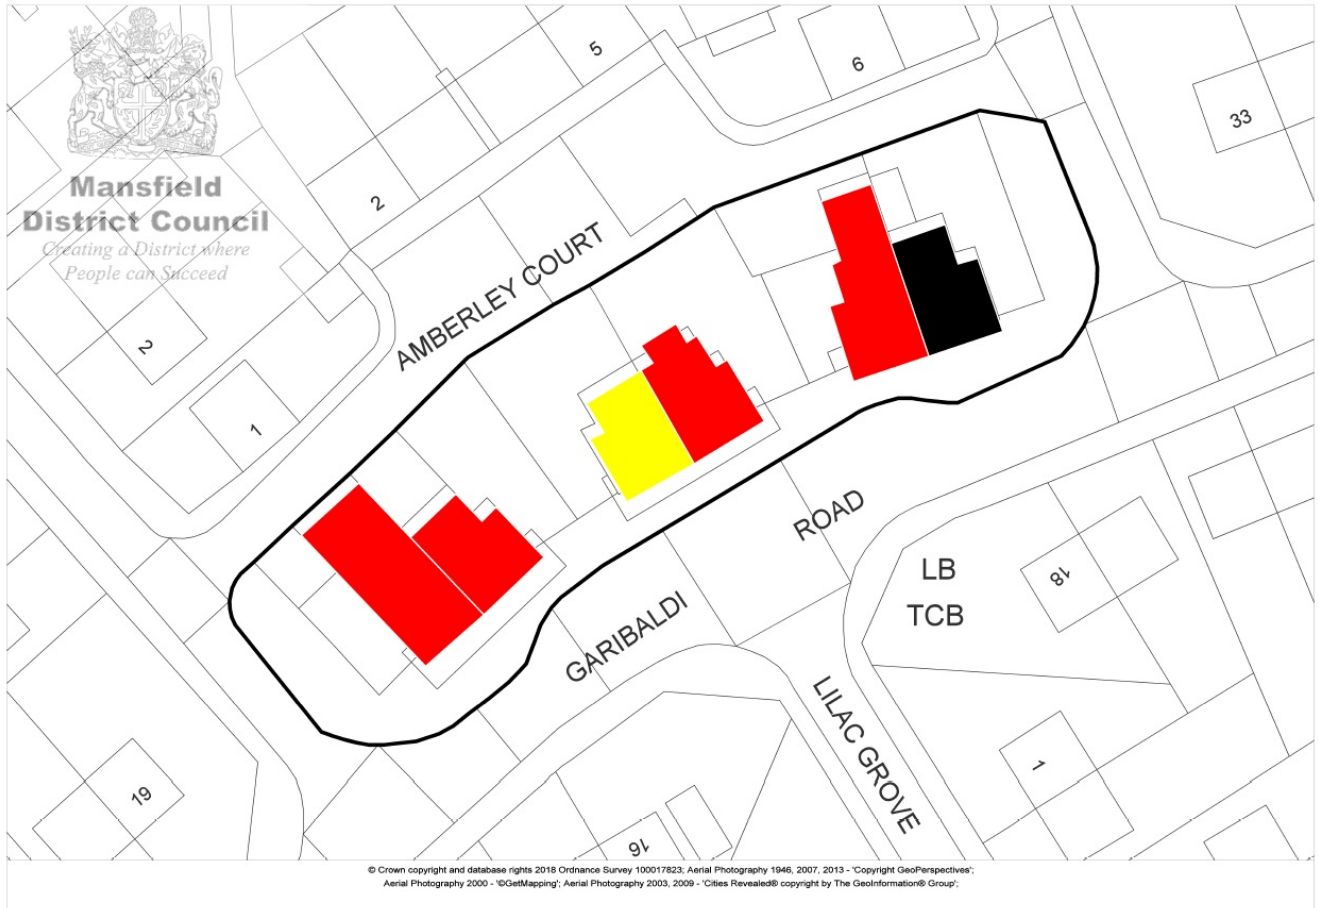 Mansfield
District Council
Creating a District where
People can Succeed
5
6
33
2
AMBERLEY COURT
2
1
ROAD
GARIBALDI
LB
TCB
18
LILAC GROVE
1
19
16
© Crown copyright and database rights 2018 Ordnance Survey 100017823; Aerial Photography 1946, 2007, 2013 - 'Copyright GeoPerspectives';
Aerial Photography 2000 - '©GetMapping'; Aerial Photography 2003, 2009 - 'Cities Revealed® copyright by The GeoInformation® Group';